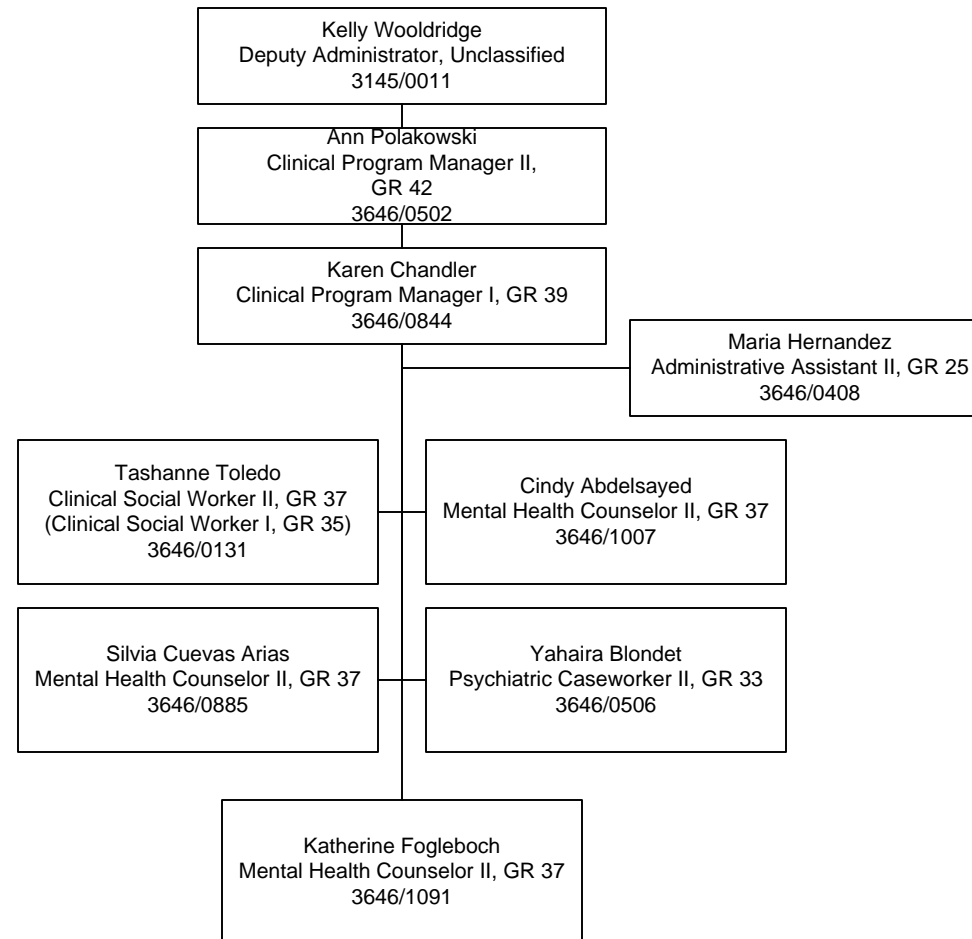 Kelly Wooldridge
Deputy Administrator, Unclassified
3145/0011
Ann Polakowski
Clinical Program Manager II,
GR 42
3646/0502
Karen Chandler
Clinical Program Manager I, GR 39
3646/0844
Maria Hernandez
Administrative Assistant II, GR 25
3646/0408
Tashanne Toledo
Clinical Social Worker II, GR 37
(Clinical Social Worker I, GR 35)
3646/0131
Cindy Abdelsayed
Mental Health Counselor II, GR 37
3646/1007
Silvia Cuevas Arias
Mental Health Counselor II, GR 37
3646/0885
Yahaira Blondet
Psychiatric Caseworker II, GR 33
3646/0506
Katherine Fogleboch
Mental Health Counselor II, GR 37
3646/1091